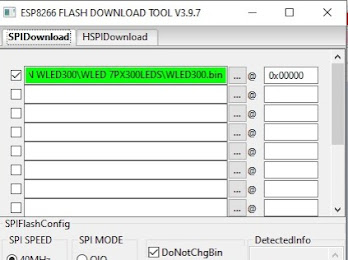 ESP8266 FLASH DOWNLOAD TOOL V3.9.7
SPIDownload HSPIDownload
WLED300\WLED 7PX300LEDS\WLED300.bin ... @ 0x00000
... @
... @
... @
... @
... @
... @
... @
SPIFlashConfig
SPI SPEED SPI MODE DoNotChgBin DetectedInfo
40MHz QIO